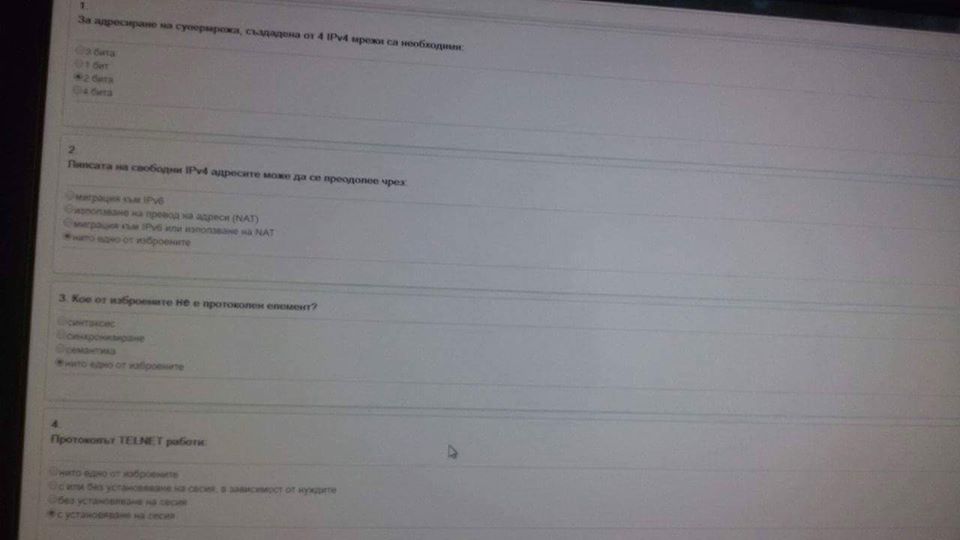 1.
За адресиране на супермрежа, създадена от 4 IPv4 мрежи са необходими:
3 бита
1 бит
2 бита
4 бита
2.
Липсата на свободни IPv4 адресите може да се преодолее чрез:
миграция към IPv6
използване на превод на адреси (NAT)
миграция към IPv6 или използване на NAT
нито едно от изброените
3. Кое от изброените не е протоколен елемент?
синтаксис
синхронизиране
семантика
нито едно от изброените
4.
Протоколът TELNET работи:
нито едно от изброените
с или без установяване на сесия, в зависимост от нуждите
без установяване на сесия
с установяване на сесия